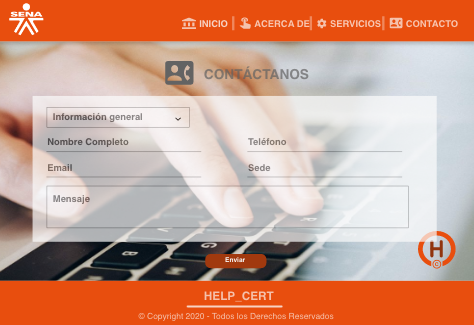 SENA
INICIO
ACERCA DE
SERVICIOS
CONTACTO
CONTÁCTANOS
Información general
Nombre Completo
Teléfono
Email
Sede
Mensaje
Enviar
H
©
HELP_CERT
© Copyright 2020 - Todos los Derechos Reservados